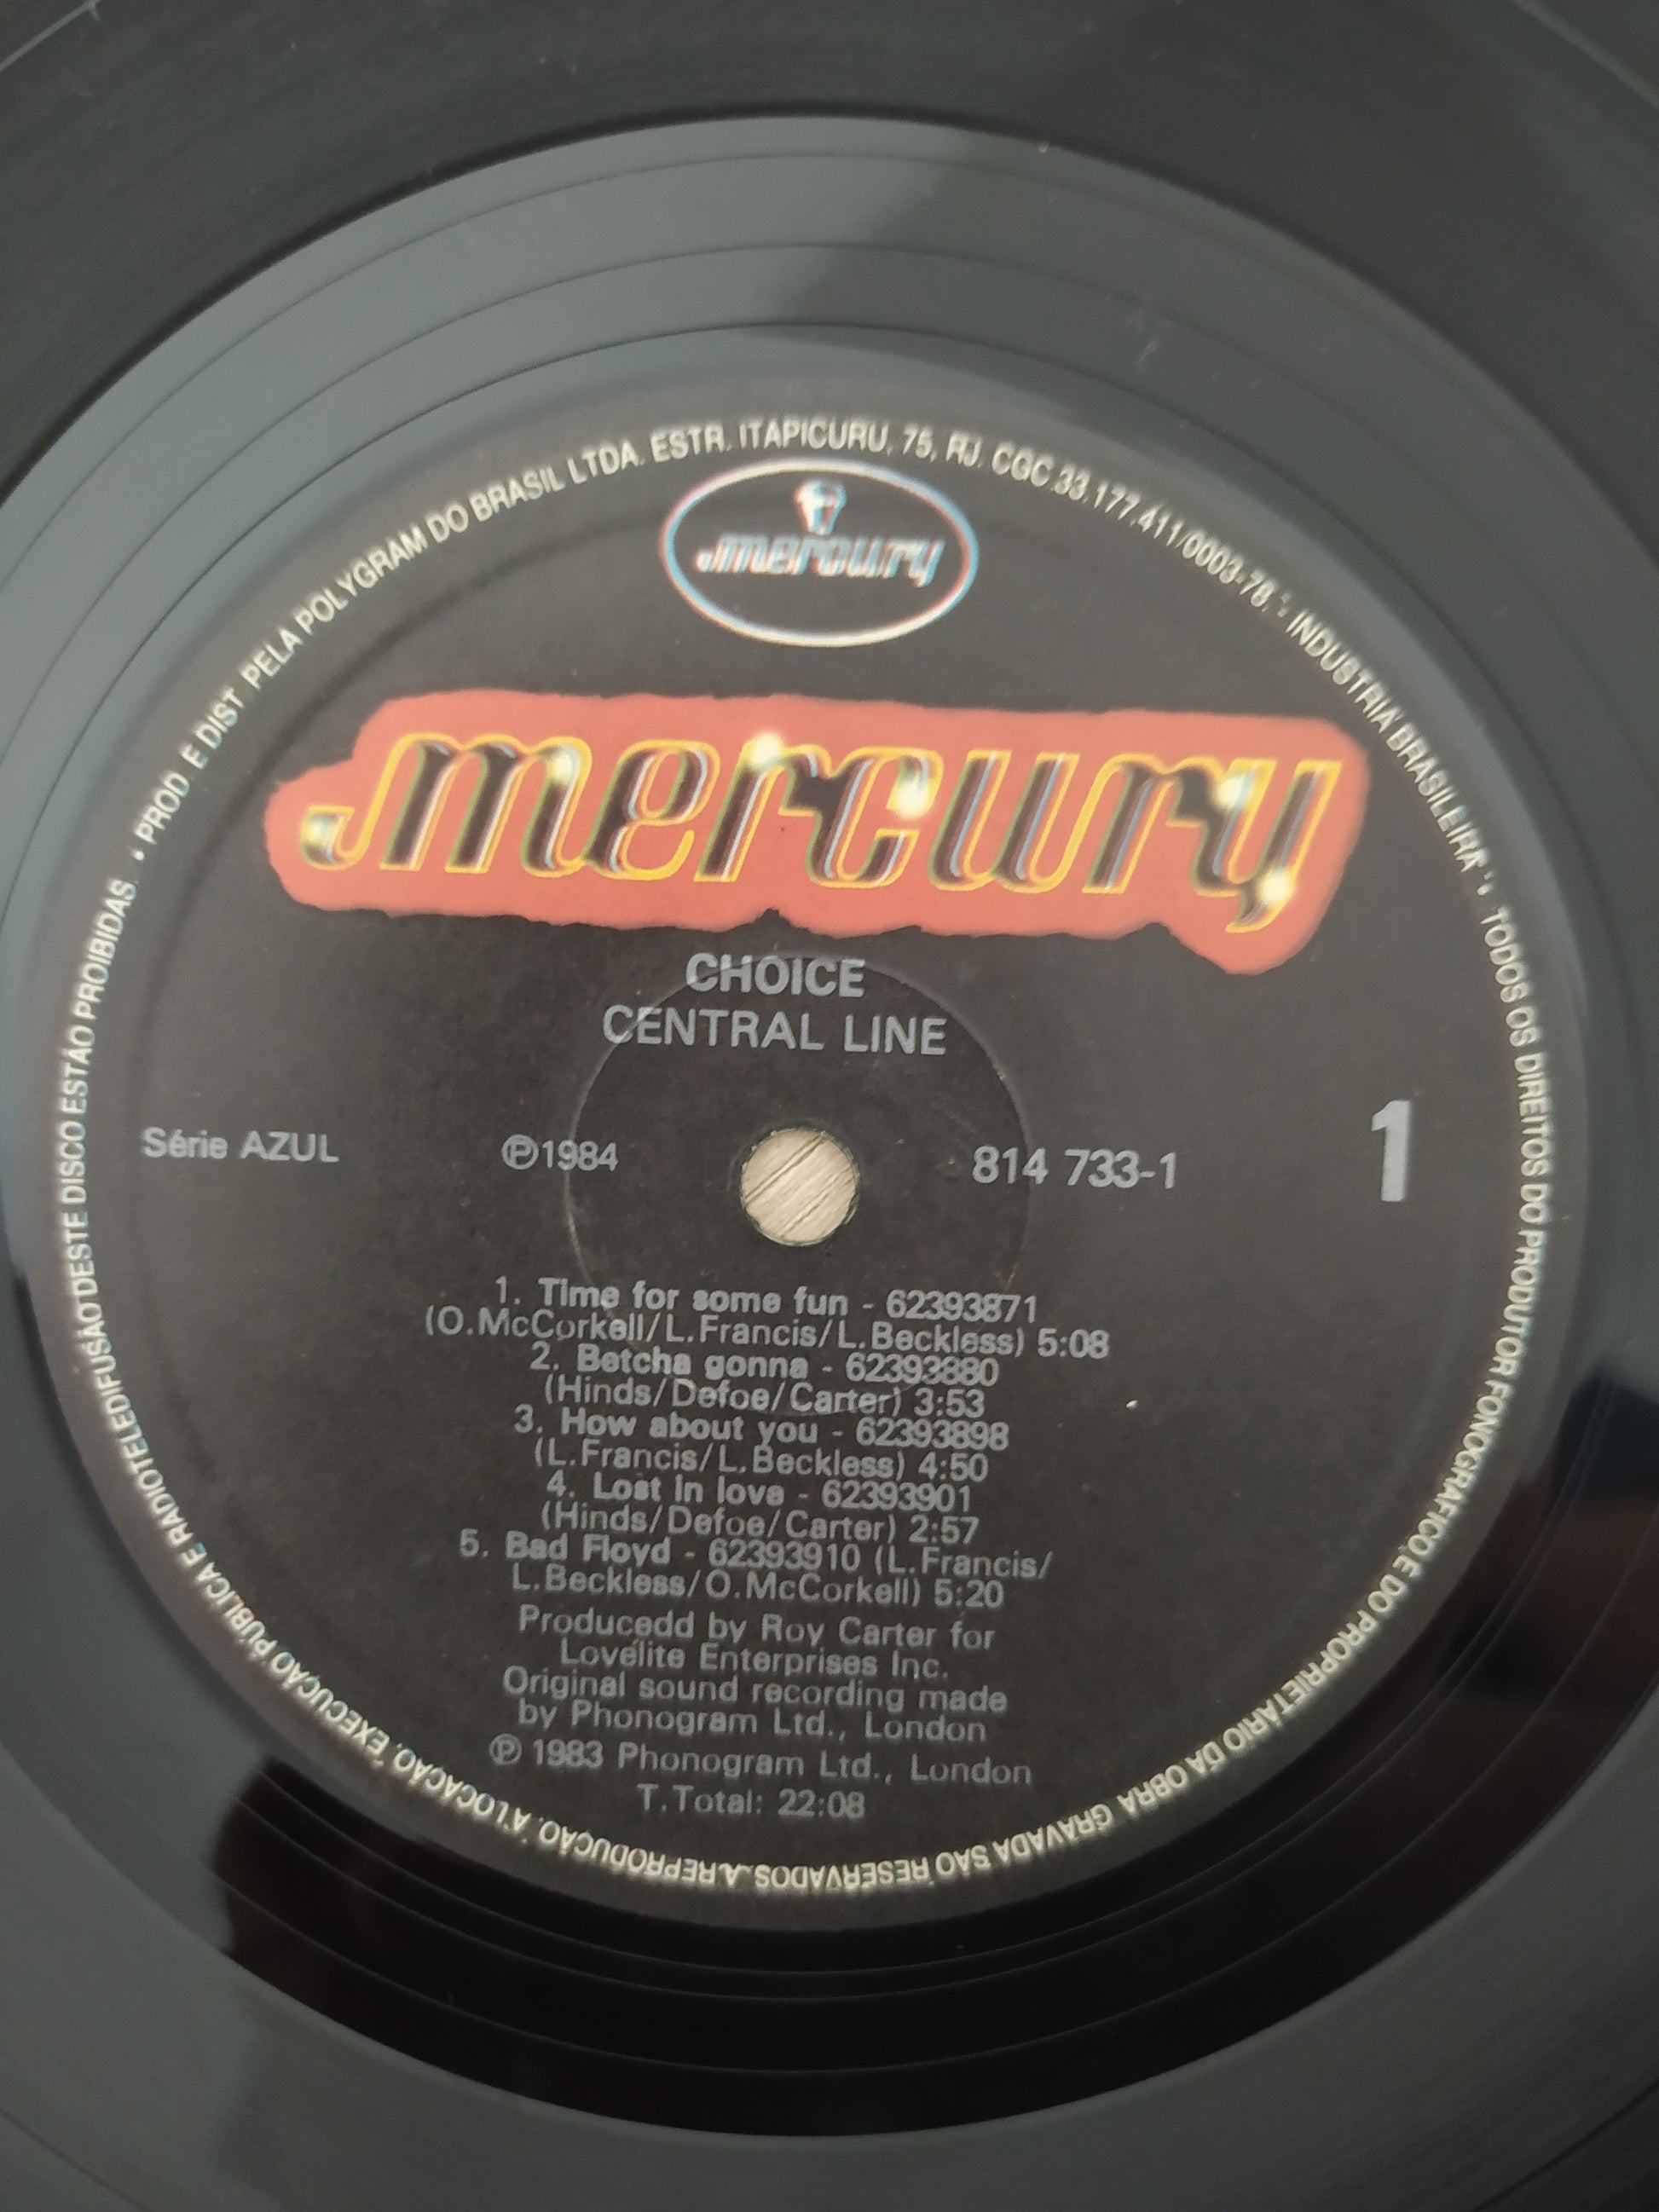 • PROD E DIST PELA POLYGRAM DO BRASIL LTDA. ESTR. ITAPICURU, 75, RJ. CGC.33.177.411/0003-78. INDUSTRIA BRASILEIRA TODOS OS DIREITOS DO PRODUTOR FONOGRAFICO E DO PROPRIETARIO DA OBRA GRAVADA SAO RESERVADOS. A REPRODUÇÃO, A LOCAÇÃO, EXECUÇÃO PÚBLICA E RADIOTELEDIFUSÃO DESTE DISCO ESTÃO PROIBIDAS.
mercury
mercury
CHOICE
CENTRAL LINE
Série AZUL ℗1984 814 733-1 1
1. Time for some fun - 62393871
(O.McCorkell/L.Francis/L.Beckless) 5:08
2. Betcha gonna - 62393880
(Hinds/Defoe/Carter) 3:53
3. How about you - 62393898
(L.Francis/L.Beckless) 4:50
4. Lost in love - 62393901
(Hinds/Defoe/Carter) 2:57
5. Bad Floyd - 62393910 (L.Francis/
L.Beckless/O.McCorkell) 5:20
Producedd by Roy Carter for
Lovelite Enterprises Inc.
Original sound recording made
by Phonogram Ltd., London
℗ 1983 Phonogram Ltd., London
T.Total: 22:08